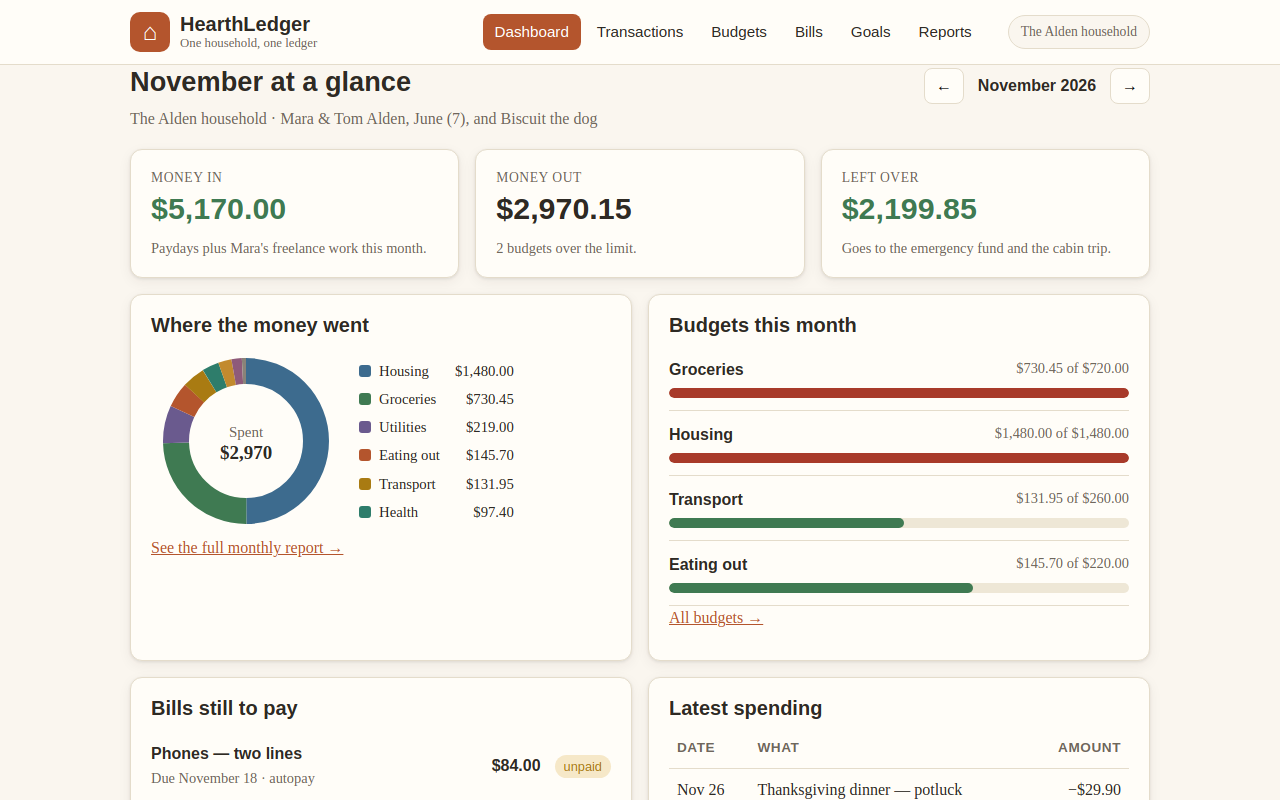 HearthLedger
One household, one ledger
Dashboard
Transactions
Budgets
Bills
Goals
Reports
The Alden household
November at a glance
← November 2026 →
The Alden household · Mara & Tom Alden, June (7), and Biscuit the dog
MONEY IN
$5,170.00
Paydays plus Mara's freelance work this month.
MONEY OUT
$2,970.15
2 budgets over the limit.
LEFT OVER
$2,199.85
Goes to the emergency fund and the cabin trip.
Where the money went
Spent
$2,970
Housing $1,480.00
Groceries $730.45
Utilities $219.00
Eating out $145.70
Transport $131.95
Health $97.40
See the full monthly report →
Budgets this month
Groceries $730.45 of $720.00
Housing $1,480.00 of $1,480.00
Transport $131.95 of $260.00
Eating out $145.70 of $220.00
All budgets →
Bills still to pay
Phones — two lines
Due November 18 · autopay
$84.00 unpaid
Latest spending
DATE WHAT AMOUNT
Nov 26 Thanksgiving dinner — potluck −$29.90